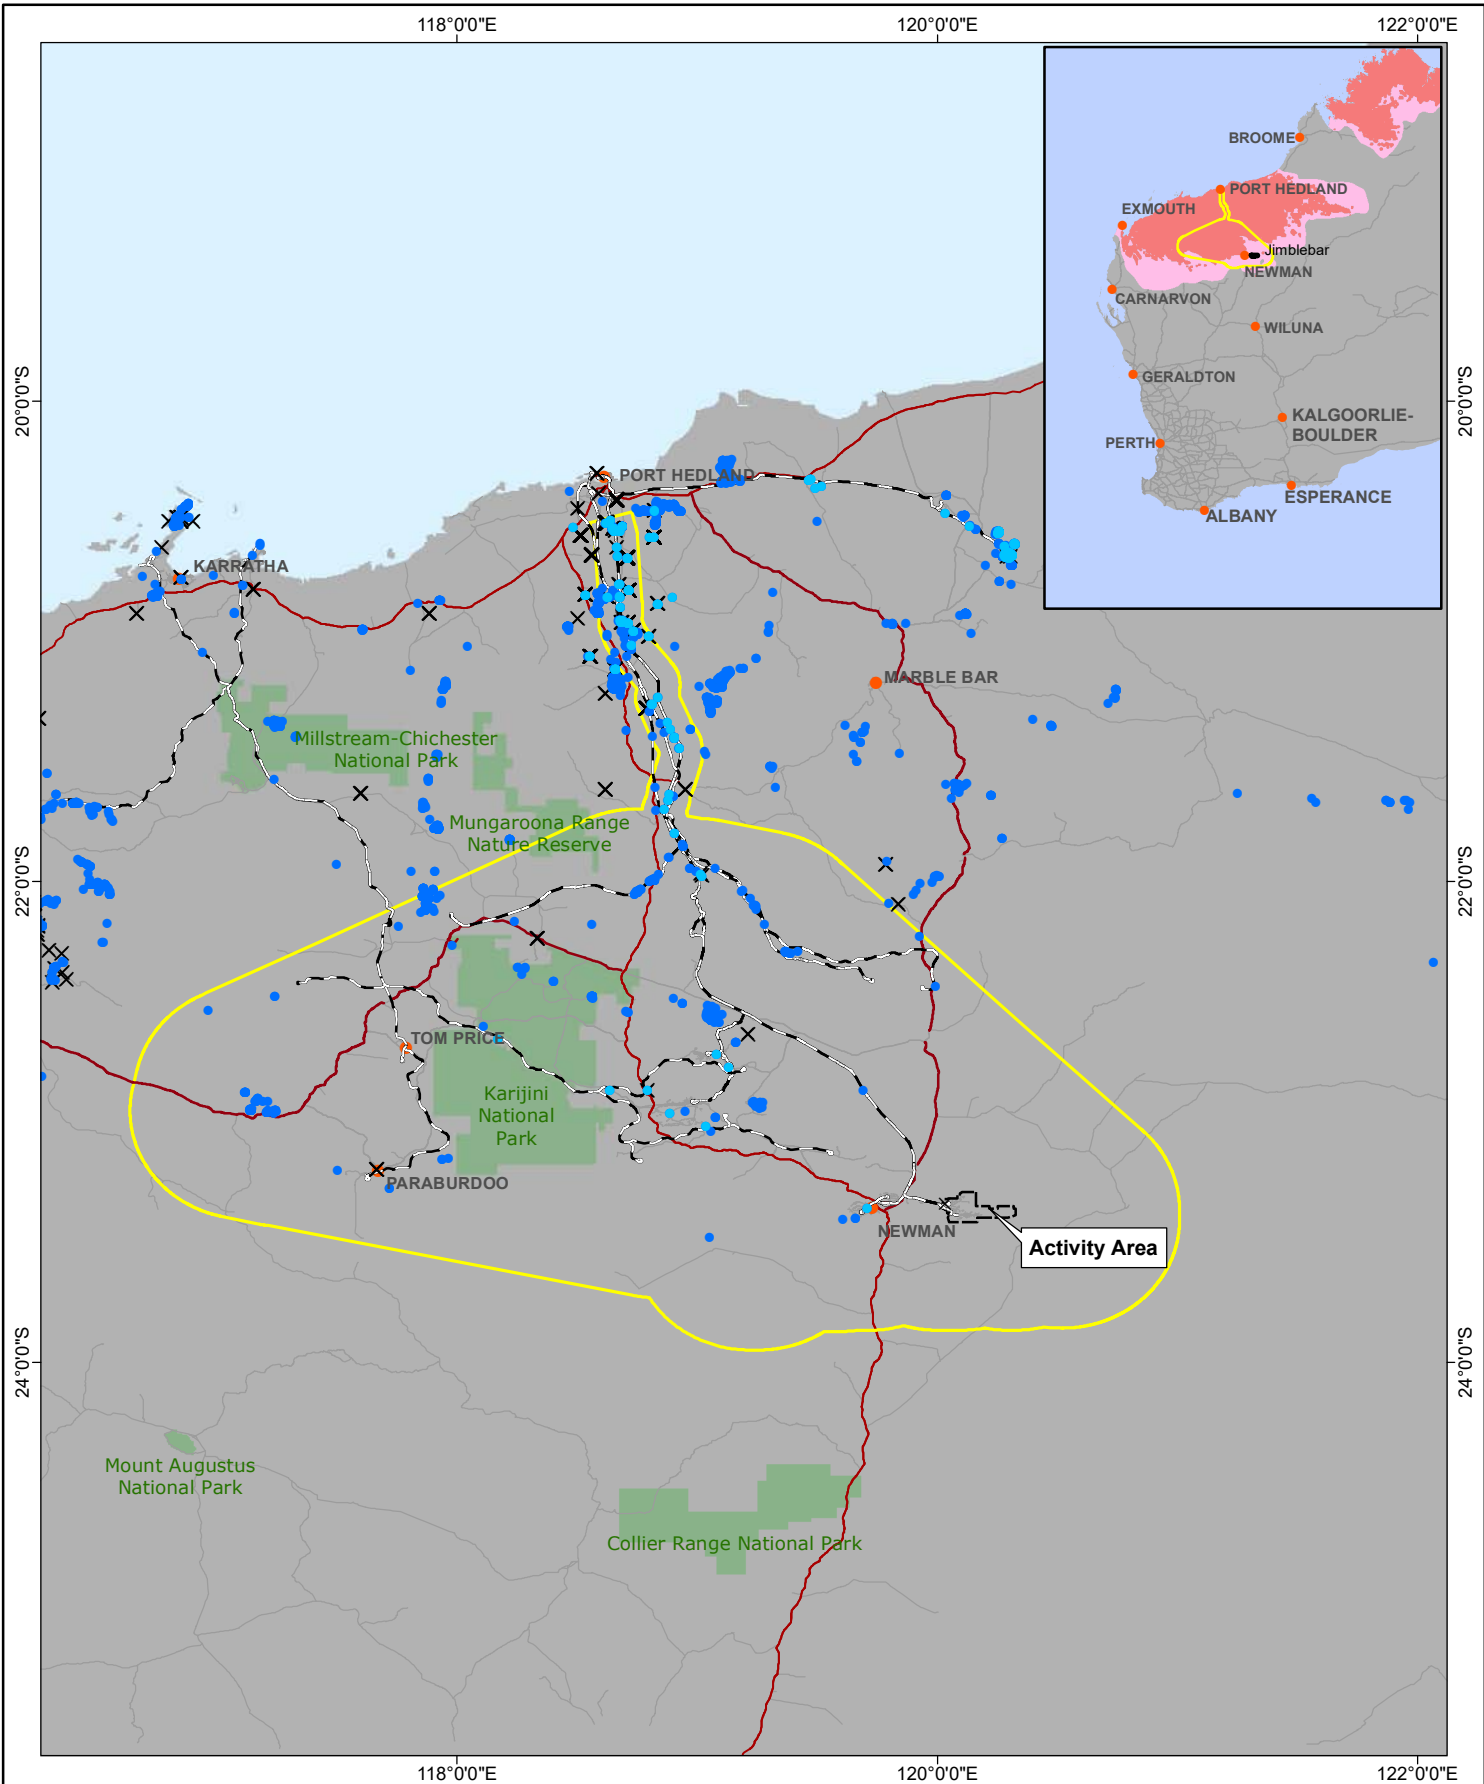 118°0'0"E
120°0'0"E
122°0'0"E
BROOME
PORT HEDLAND
EXMOUTH
Jimblebar
NEWMAN
CARNARVON
WILUNA
GERALDTON
KALGOORLIE-
BOULDER
PERTH
ESPERANCE
ALBANY
20°0'0"S
20°0'0"S
PORT HEDLAND
KARRATHA
MARBLE BAR
Millstream-Chichester
National Park
Mungaroona Range
Nature Reserve
22°0'0"S
22°0'0"S
TOM PRICE
Karijini
National
Park
PARABURDOO
NEWMAN
Activity Area
24°0'0"S
24°0'0"S
Mount Augustus
National Park
Collier Range National Park
118°0'0"E
120°0'0"E
122°0'0"E